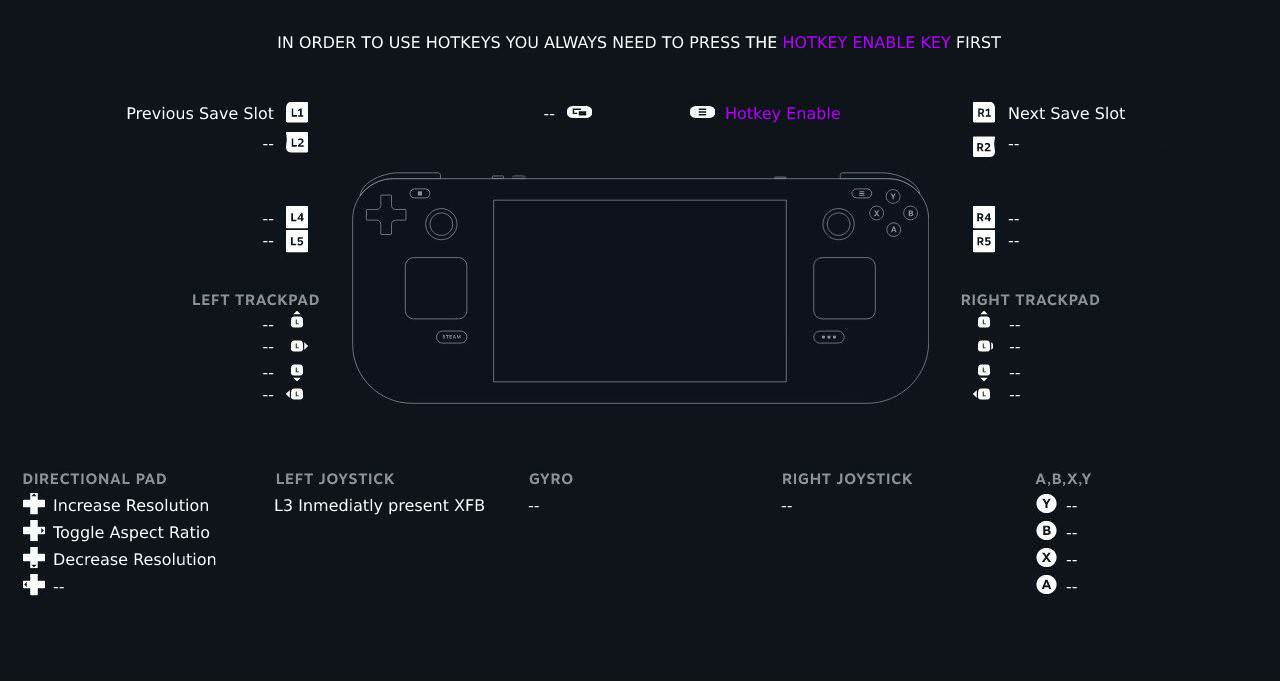 IN ORDER TO USE HOTKEYS YOU ALWAYS NEED TO PRESS THE HOTKEY ENABLE KEY FIRST
Previous Save Slot L1
-- L2
--
Hotkey Enable
R1 Next Save Slot
R2 --
-- L4
-- L5
R4 --
R5 --
Y
X B
A
STEAM
LEFT TRACKPAD
-- L
-- L
-- L
-- L
RIGHT TRACKPAD
L --
L --
L --
L --
DIRECTIONAL PAD
Increase Resolution
Toggle Aspect Ratio
Decrease Resolution
--
LEFT JOYSTICK
L3 Inmediatly present XFB
GYRO
--
RIGHT JOYSTICK
--
A,B,X,Y
Y --
B --
X --
A --